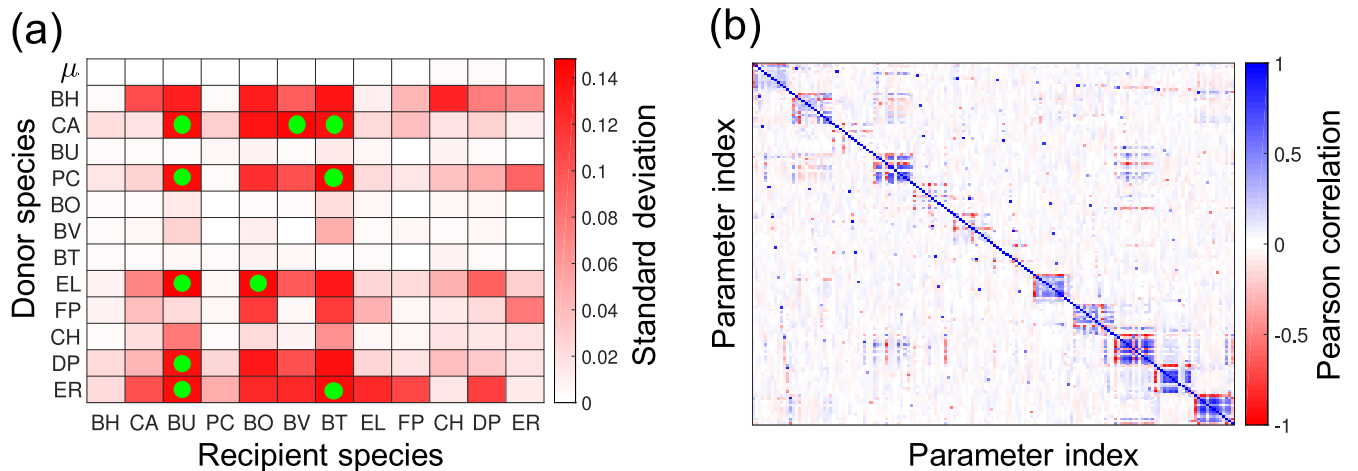 (a)
Donor species
μ
BH
CA
BU
PC
BO
BV
BT
EL
FP
CH
DP
ER
BH CA BU PC BO BV BT EL FP CH DP ER
Recipient species
0.14
0.12
0.1
0.08
0.06
0.04
0.02
0
Standard deviation
(b)
Parameter index
Parameter index
1
0.5
0
-0.5
-1
Pearson correlation